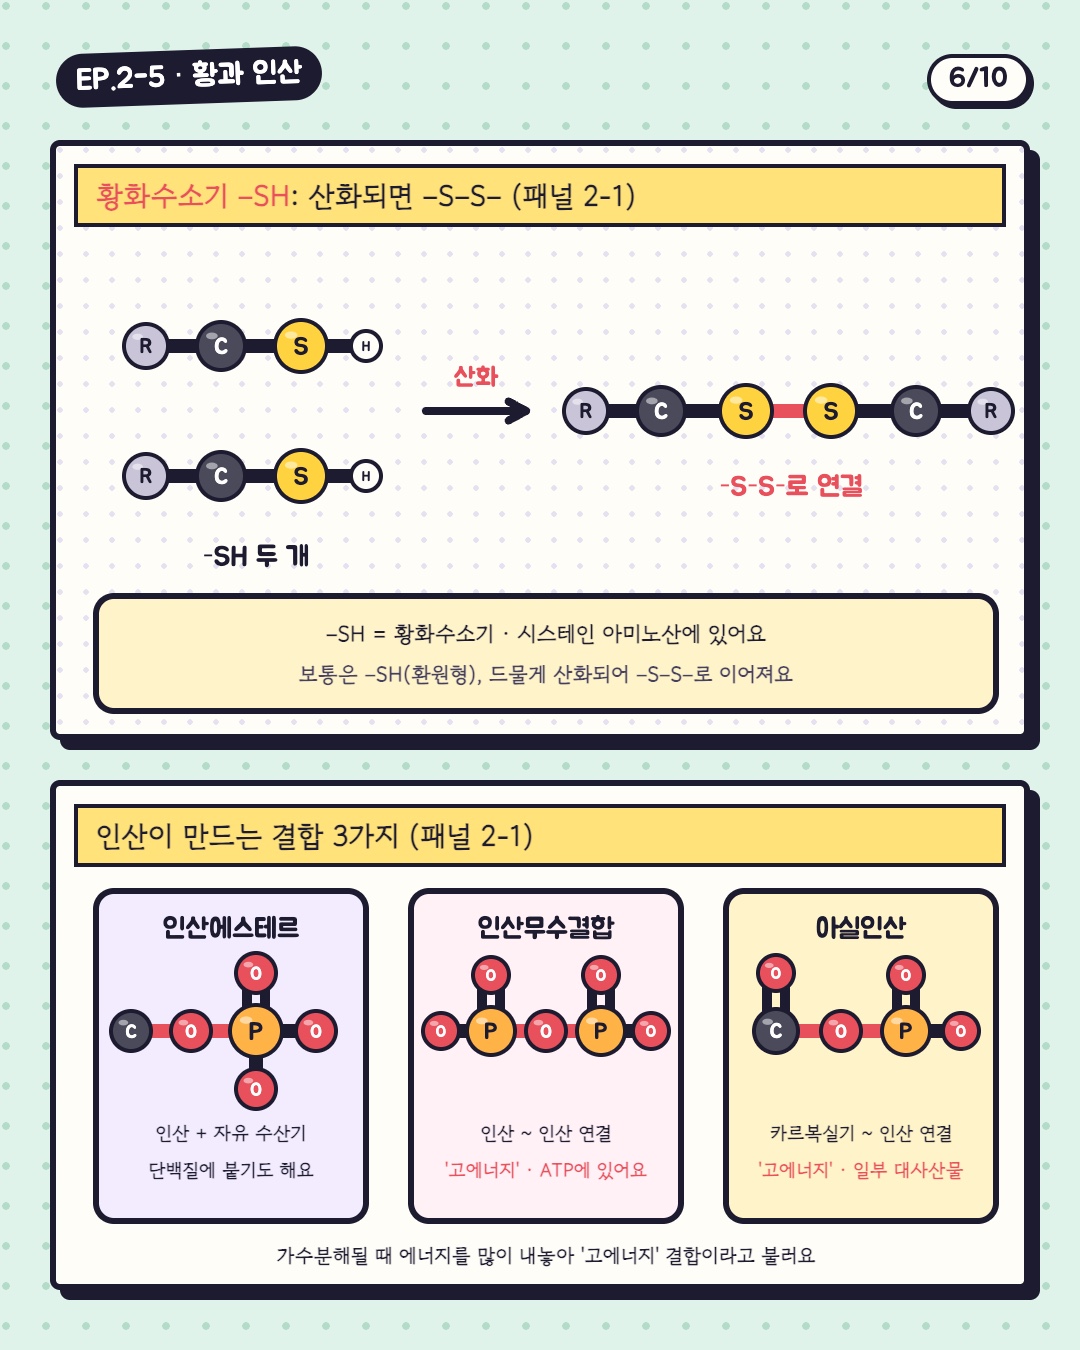 EP.2-5 · 황과 인산
6/10
황화수소기 –SH: 산화되면 –S–S– (패널 2-1)
R C S H
산화
R C S S C R
R C S H
-S-S-로 연결
-SH 두 개
–SH = 황화수소기 · 시스테인 아미노산에 있어요
보통은 –SH(환원형), 드물게 산화되어 –S–S–로 이어져요
인산이 만드는 결합 3가지 (패널 2-1)
인산에스테르
O
C O P O
O
인산 + 자유 수산기
단백질에 붙기도 해요
인산무수결합
O O
O P O P O
인산 ~ 인산 연결
'고에너지' · ATP에 있어요
아실인산
O O
C O P O
카르복실기 ~ 인산 연결
'고에너지' · 일부 대사산물
가수분해될 때 에너지를 많이 내놓아 '고에너지' 결합이라고 불러요